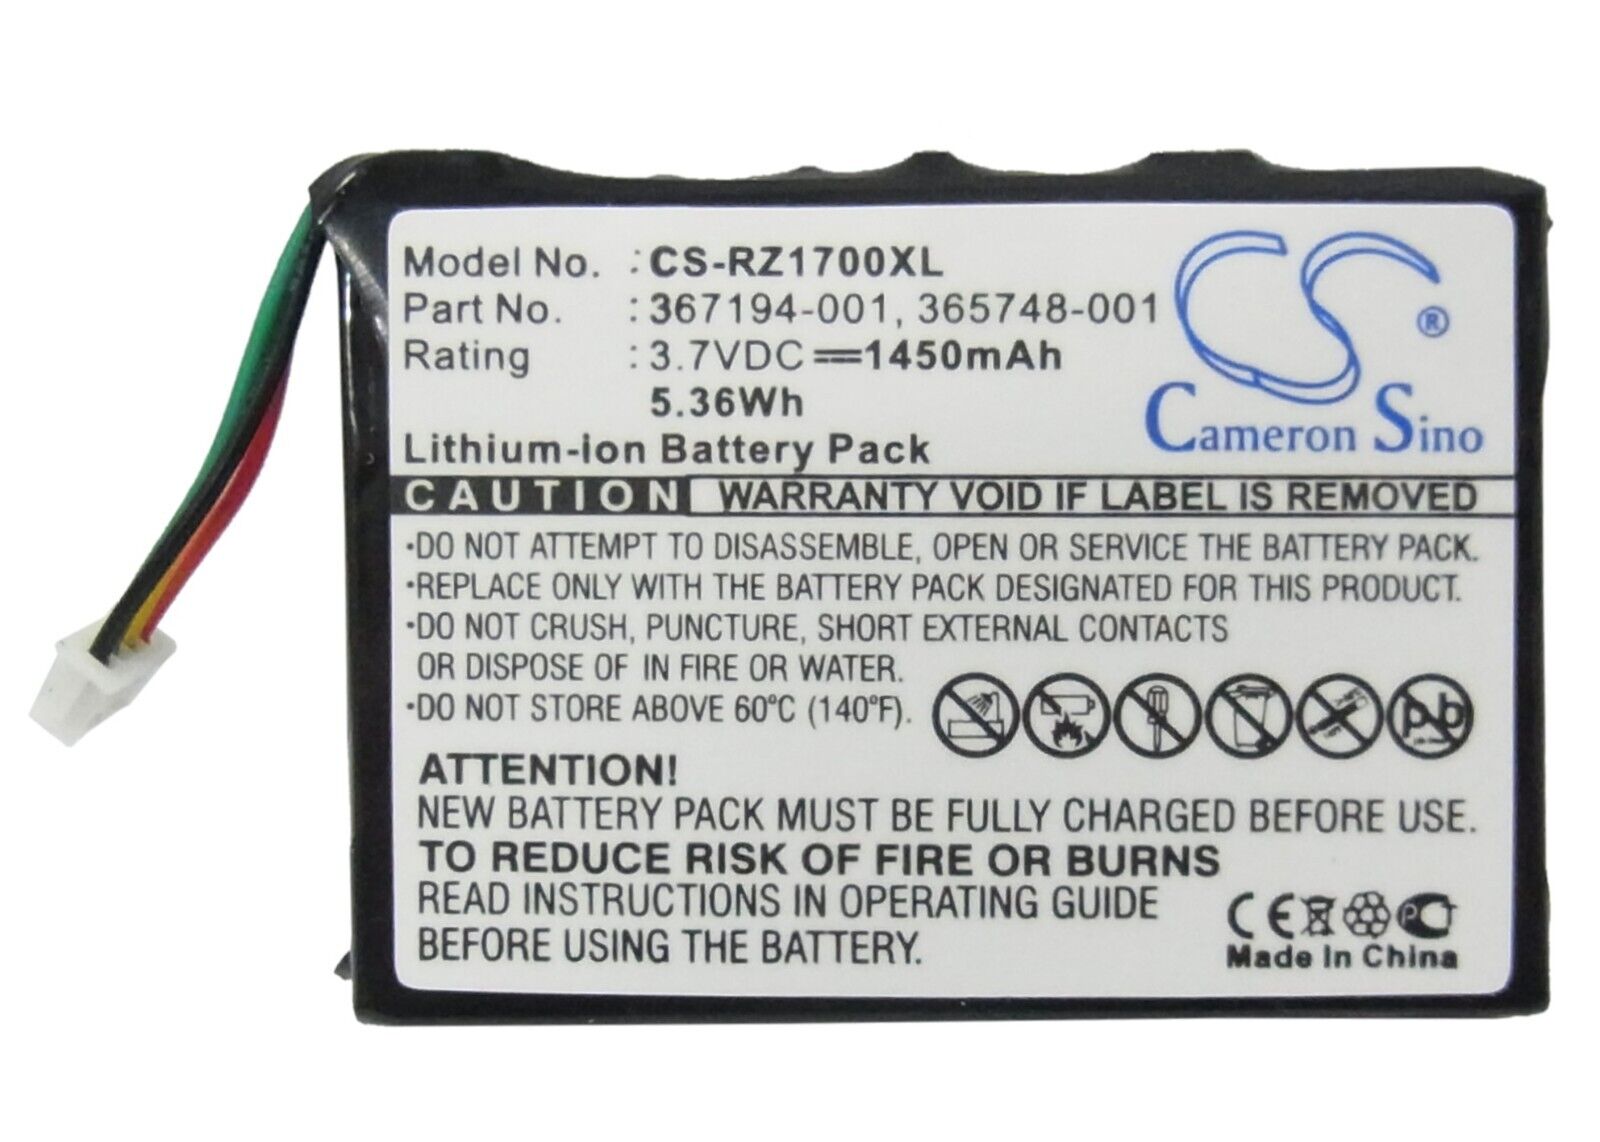 Model No. : CS-RZ1700XL
Part No. : 367194-001, 365748-001
Rating : 3.7VDC ⎓ 1450mAh
5.36Wh
Lithium-ion Battery Pack
CS ®
Cameron Sino
CAUTION WARRANTY VOID IF LABEL IS REMOVED
·DO NOT ATTEMPT TO DISASSEMBLE, OPEN OR SERVICE THE BATTERY PACK.
·REPLACE ONLY WITH THE BATTERY PACK DESIGNATED FOR THIS PRODUCT.
·DO NOT CRUSH, PUNCTURE, SHORT EXTERNAL CONTACTS
OR DISPOSE OF IN FIRE OR WATER.
·DO NOT STORE ABOVE 60°C (140°F).
Pb
ATTENTION!
NEW BATTERY PACK MUST BE FULLY CHARGED BEFORE USE.
TO REDUCE RISK OF FIRE OR BURNS
READ INSTRUCTIONS IN OPERATING GUIDE
BEFORE USING THE BATTERY.
CE
Made in China